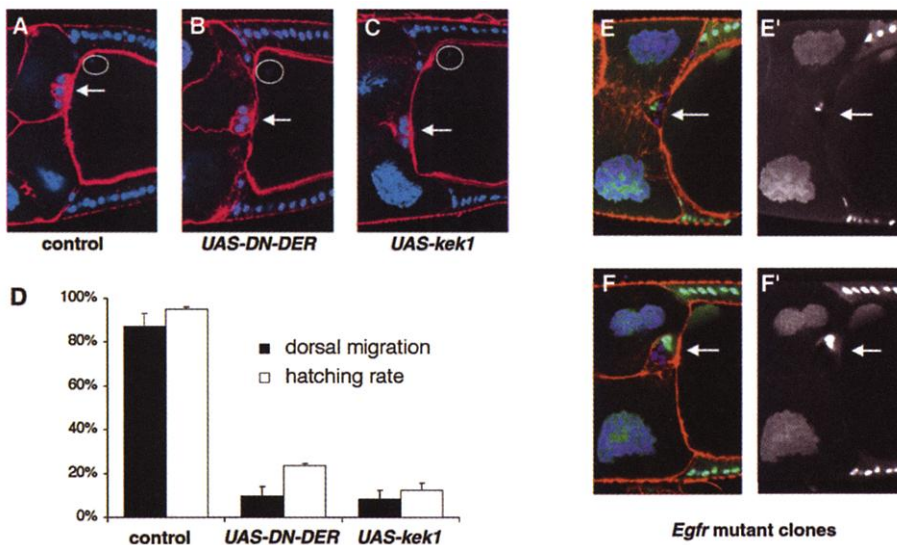 A
B
C
control
UAS-DN-DER
UAS-kek1
D
100%
80%
60%
40%
20%
0%
dorsal migration
hatching rate
control
UAS-DN-DER
UAS-kek1
E
E'
F
F'
Egfr mutant clones